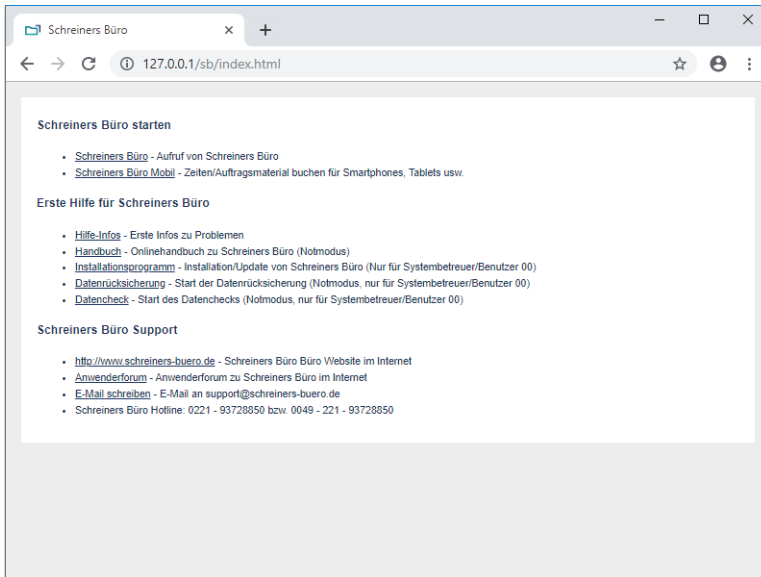 Schreiners Büro
127.0.0.1/sb/index.html
Schreiners Büro starten
Schreiners Büro - Aufruf von Schreiners Büro
Schreiners Büro Mobil - Zeiten/Auftragsmaterial buchen für Smartphones, Tablets usw.
Erste Hilfe für Schreiners Büro
Hilfe-Infos - Erste Infos zu Problemen
Handbuch - Onlinehandbuch zu Schreiners Büro (Notmodus)
Installationsprogramm - Installation/Update von Schreiners Büro (Nur für Systembetreuer/Benutzer 00)
Datenrücksicherung - Start der Datenrücksicherung (Notmodus, nur für Systembetreuer/Benutzer 00)
Datencheck - Start des Datenchecks (Notmodus, nur für Systembetreuer/Benutzer 00)
Schreiners Büro Support
http://www.schreiners-buero.de - Schreiners Büro Büro Website im Internet
Anwenderforum - Anwenderforum zu Schreiners Büro im Internet
E-Mail schreiben - E-Mail an support@schreiners-buero.de
Schreiners Büro Hotline: 0221 - 93728850 bzw. 0049 - 221 - 93728850